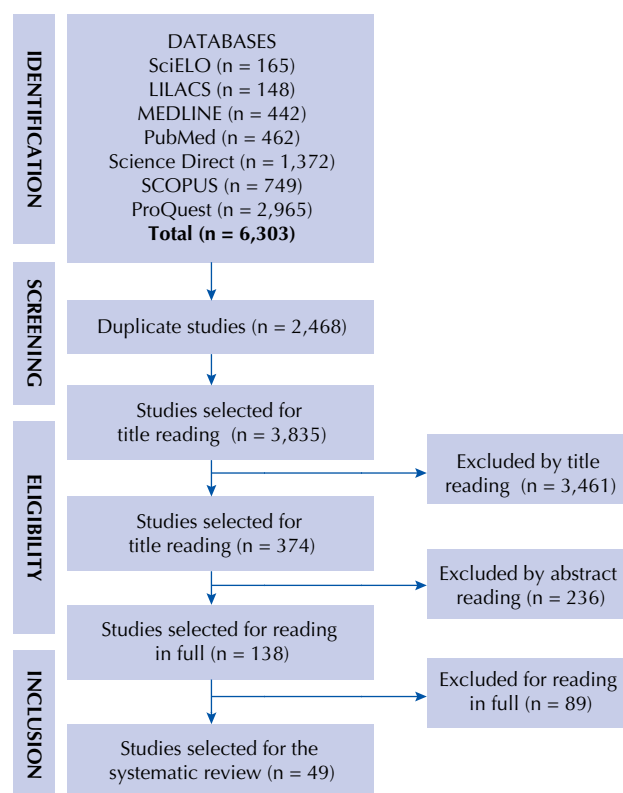 IDENTIFICATION
DATABASES
SciELO (n = 165)
LILACS (n = 148)
MEDLINE (n = 442)
PubMed (n = 462)
Science Direct (n = 1,372)
SCOPUS (n = 749)
ProQuest (n = 2,965)
Total (n = 6,303)
SCREENING
Duplicate studies (n = 2,468)
Studies selected for
title reading (n = 3,835)
ELIGIBILITY
Excluded by title
reading (n = 3,461)
Studies selected for
title reading (n = 374)
Excluded by abstract
reading (n = 236)
Studies selected for reading
in full (n = 138)
INCLUSION
Excluded for reading
in full (n = 89)
Studies selected for the
systematic review (n = 49)